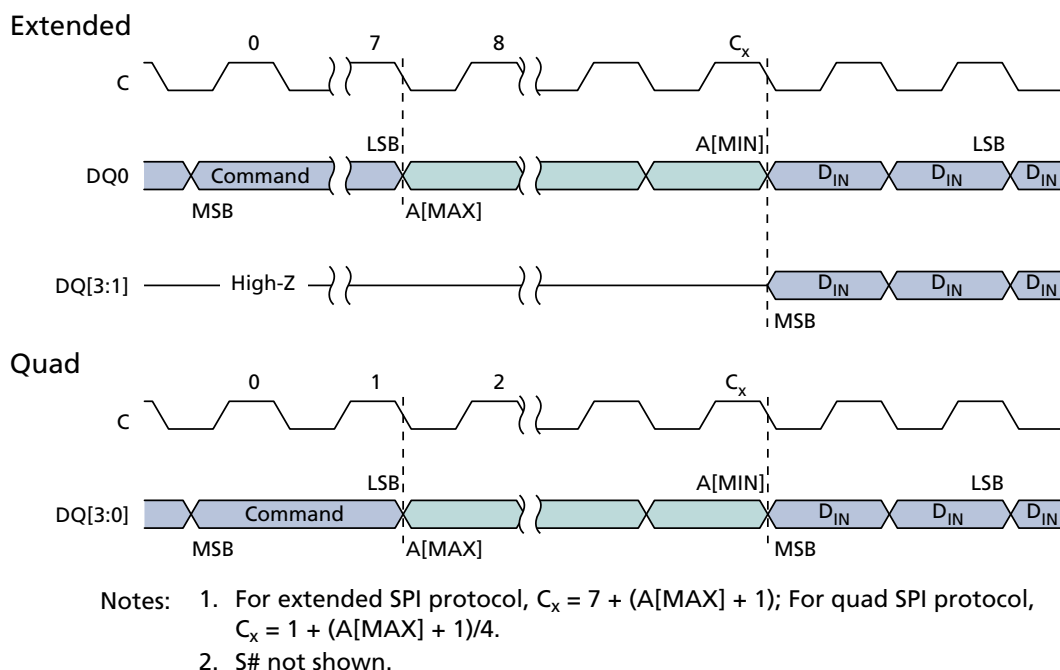 Extended
0 7 8 Cx
C
LSB A[MIN] LSB
DQ0 Command DIN DIN DIN
MSB A[MAX]
DQ[3:1] High-Z DIN DIN DIN
MSB
Quad
0 1 2 Cx
C
LSB A[MIN] LSB
DQ[3:0] Command DIN DIN DIN
MSB A[MAX] MSB
Notes: 1. For extended SPI protocol, Cx = 7 + (A[MAX] + 1); For quad SPI protocol,
Cx = 1 + (A[MAX] + 1)/4.
2. S# not shown.